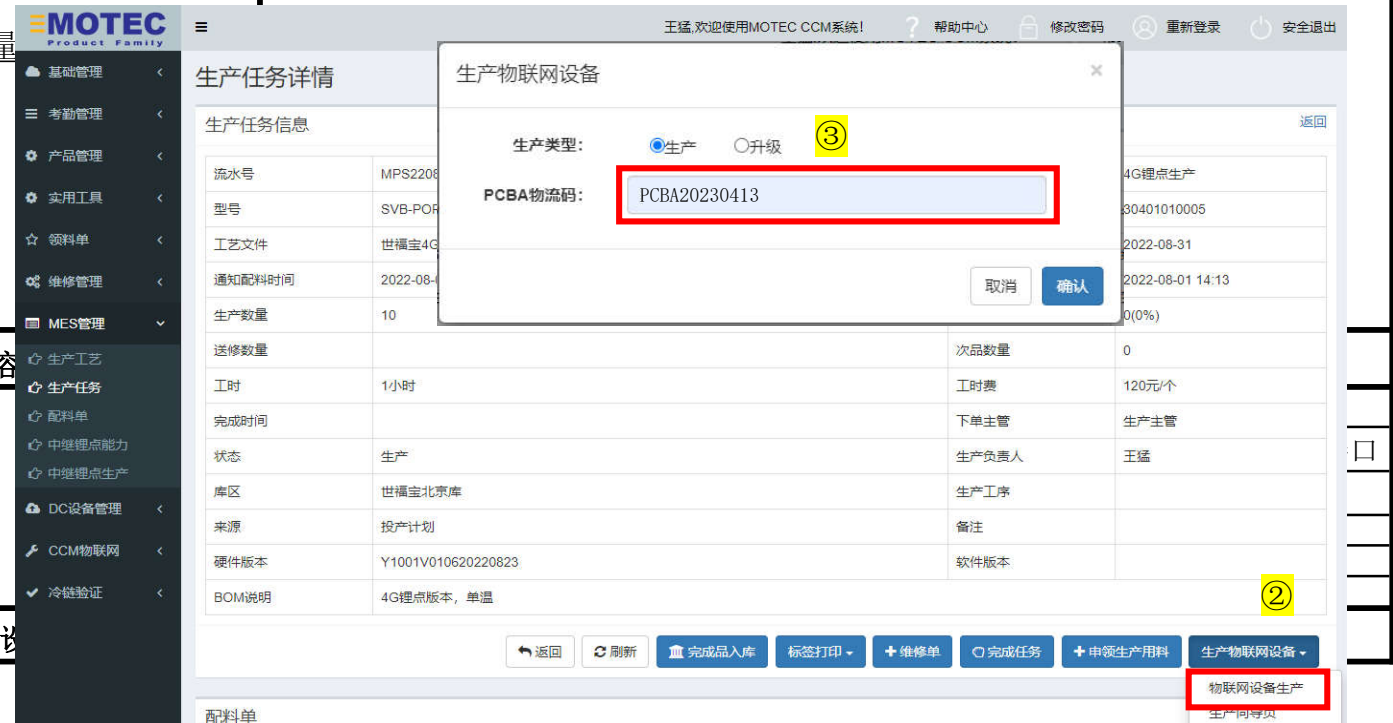 MOTEC
Product Family
王猛,欢迎使用MOTEC CCM系统!
帮助中心
修改密码
重新登录
安全退出
量
基础管理
考勤管理
产品管理
实用工具
领料单
维修管理
MES管理
生产工艺
生产任务
配料单
中继锂点能力
中继锂点生产
DC设备管理
CCM物联网
冷链验证
容
生产任务详情
生产任务信息
返回
生产物联网设备
×
生产类型:
生产
升级
③
PCBA物流码:
PCBA20230413
取消
确认
流水号 MPS2208 4G锂点生产
型号 SVB-POR 30401010005
工艺文件 世福宝4G 2022-08-31
通知配料时间 2022-08- 2022-08-01 14:13
生产数量 10 0(0%)
送修数量 次品数量 0
工时 1小时 工时费 120元/个
完成时间 下单主管 生产主管
状态 生产 生产负责人 王猛
库区 世福宝北京库 生产工序
来源 投产计划 备注
硬件版本 Y1001V010620220823 软件版本
BOM说明 4G锂点版本，单温
口
②
返回
刷新
完成品入库
标签打印
维修单
完成任务
申领生产用料
生产物联网设备
物联网设备生产
生产向导页
配料单